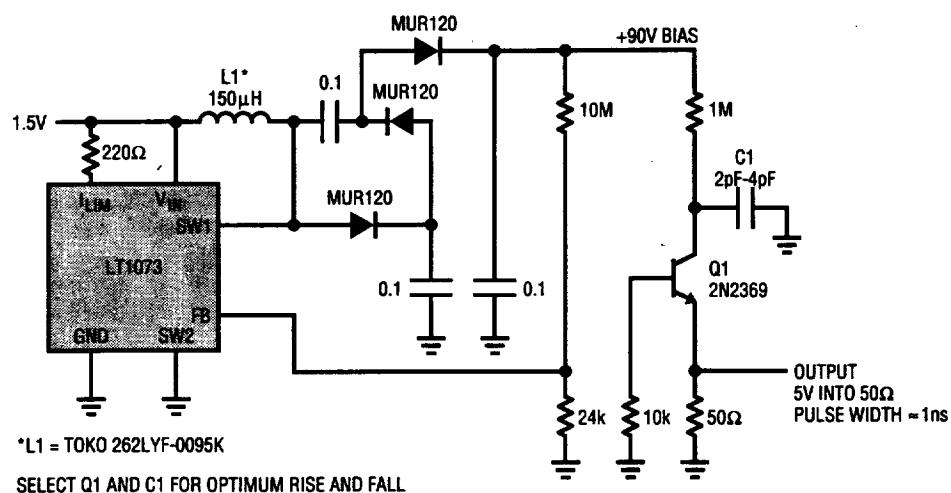 MUR120
+90V BIAS
L1*
150µH
0.1
MUR120
10M
1M
1.5V
220Ω
C1
2pF-4pF
ILIM
VIN
SW1
MUR120
LT1073
0.1
0.1
Q1
2N2369
FB
GND
SW2
OUTPUT
5V INTO 50Ω
PULSE WIDTH ≈ 1ns
24k
10k
50Ω
*L1 = TOKO 262LYF-0095K
SELECT Q1 AND C1 FOR OPTIMUM RISE AND FALL